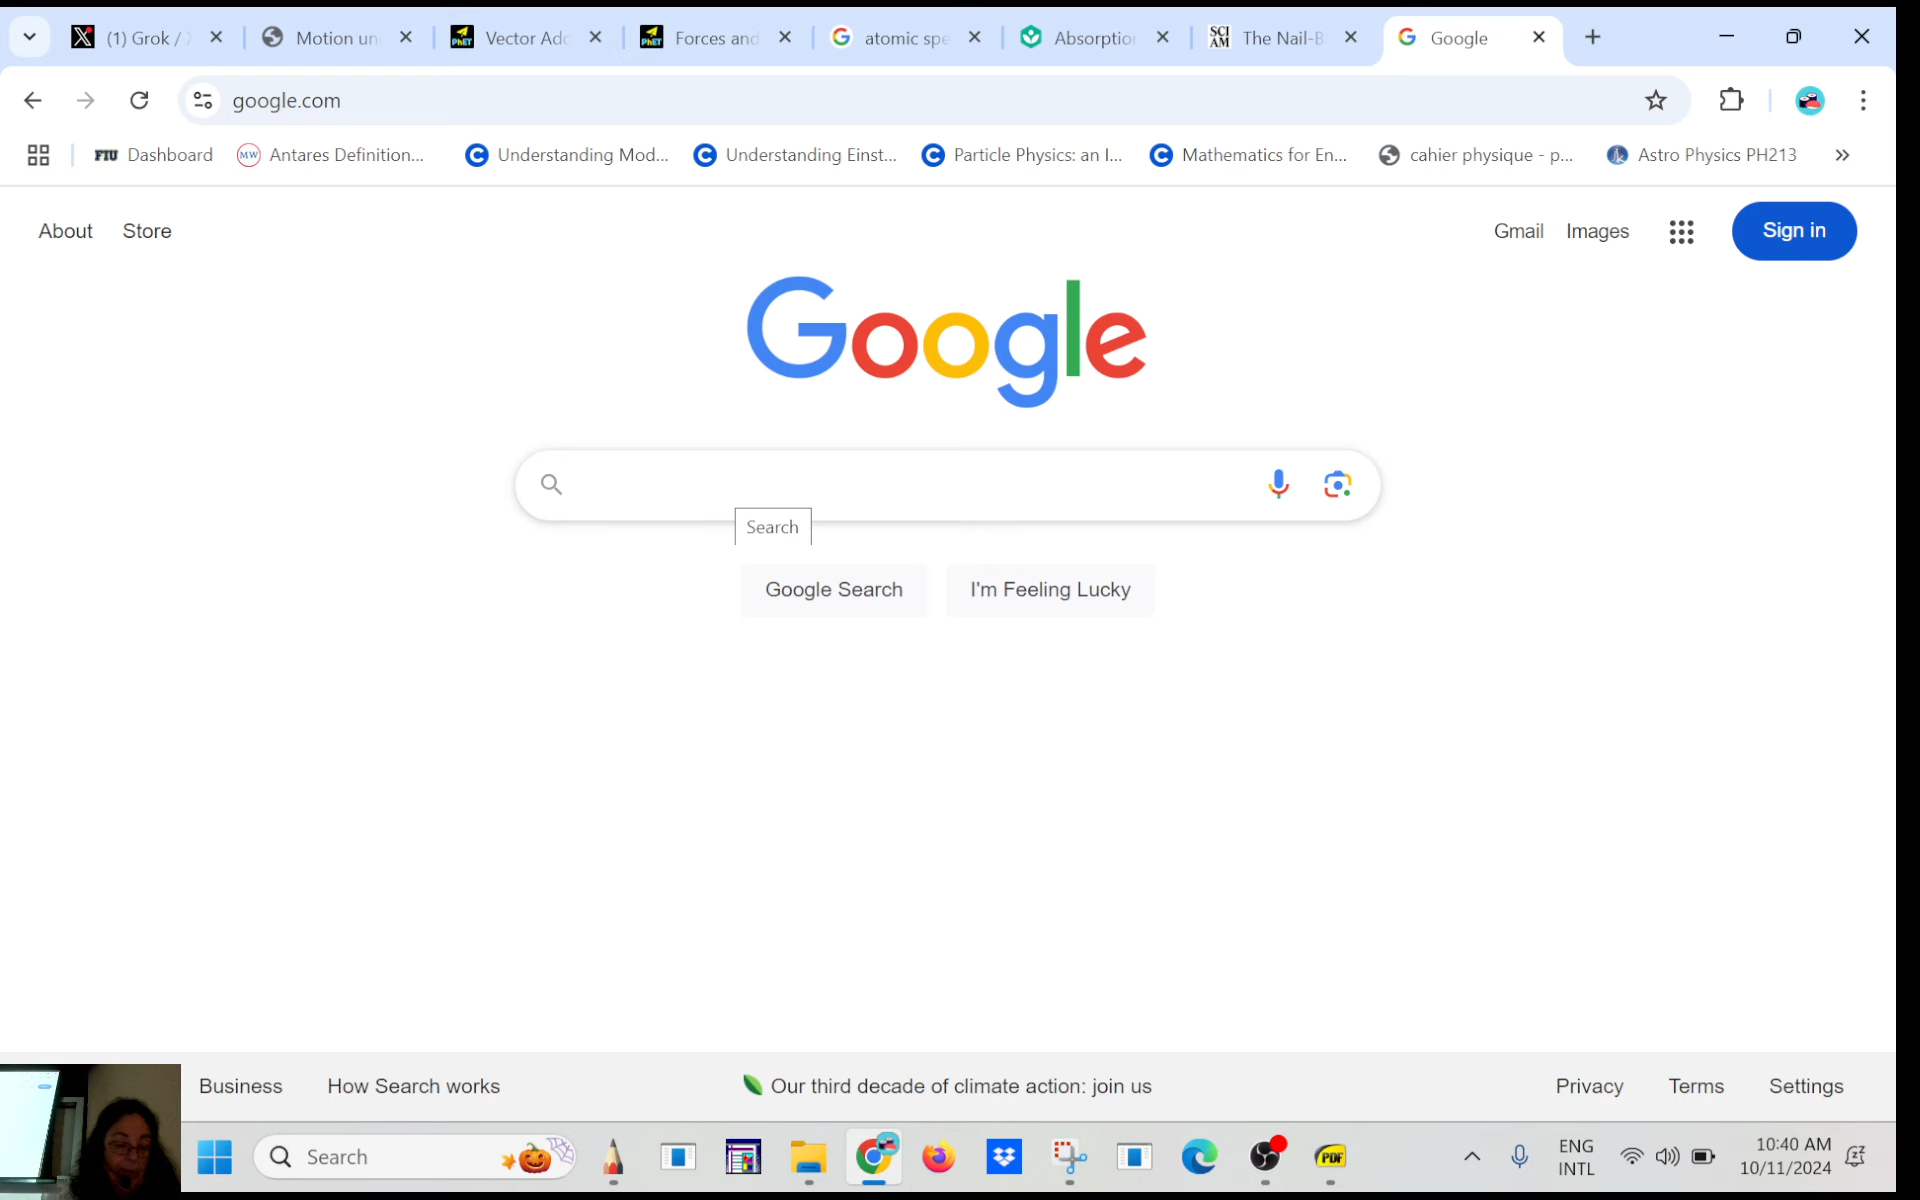 (1) Grok /
Motion un
Vector Add
Forces and
atomic spe
Absorption
The Nail-B
Google
google.com
Dashboard
Antares Definition...
Understanding Mod...
Understanding Einst...
Particle Physics: an I...
Mathematics for En...
cahier physique - p...
Astro Physics PH213
About
Store
Gmail
Images
Sign in
Google
Search
Google Search
I'm Feeling Lucky
Business
How Search works
Our third decade of climate action: join us
Privacy
Terms
Settings
Search
PDF
ENG
INTL
10:40 AM
10/11/2024